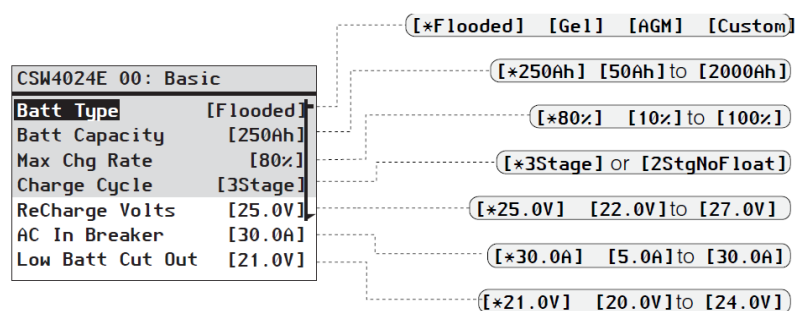 [*Flooded] [Gel] [AGM] [Custom]
CSW4024E 00: Basic
[*250Ah] [50Ah] to [2000Ah]
Batt Type [Flooded]
[*80%] [10%] to [100%]
Batt Capacity [250Ah]
Max Chg Rate [80%]
[*3Stage] or [2StgNoFloat]
Charge Cycle [3Stage]
ReCharge Volts [25.0V]
[*25.0V] [22.0V] to [27.0V]
AC In Breaker [30.0A]
[*30.0A] [5.0A] to [30.0A]
Low Batt Cut Out [21.0V]
[*21.0V] [20.0V] to [24.0V]